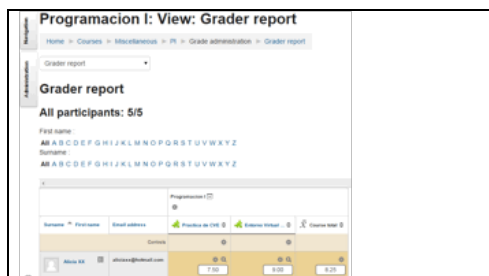 Programacion I: View: Grader report
Home > Courses > Miscellaneous > PI > Grade administration > Grader report
Navigation
Administration
Grader report
Grader report
All participants: 5/5
First name :
All A B C D E F G H I J K L M N O P Q R S T U V W X Y Z
Surname :
All A B C D E F G H I J K L M N O P Q R S T U V W X Y Z
Programacion I
Surname First name Email address Practica de CHE Entorno Virtual ... Course total
Controls
Alicia XX
7.50 9.00 8.25